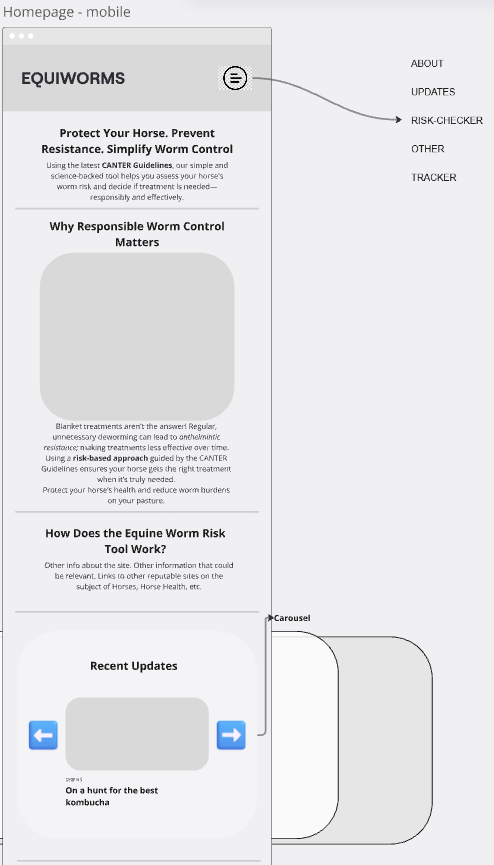 Homepage - mobile
EQUIWORMS
ABOUT
UPDATES
RISK-CHECKER
OTHER
TRACKER
Protect Your Horse. Prevent
Resistance. Simplify Worm Control
Using the latest CANTER Guidelines, our simple and
science-backed tool helps you assess your horse's
worm risk and decide if treatment is needed—
responsibly and effectively.
Why Responsible Worm Control
Matters
Blanket treatments aren't the answer! Regular,
unnecessary deworming can lead to anthelmintic
resistance; making treatments less effective over time.
Using a risk-based approach guided by the CANTER
Guidelines ensures your horse gets the right treatment
when it's truly needed.
Protect your horse's health and reduce worm burdens
on your pasture.
How Does the Equine Worm Risk
Tool Work?
Other info about the site. Other information that could
be relevant. Links to other reputable sites on the
subject of Horses, Horse Health, etc.
Carousel
Recent Updates
On a hunt for the best
kombucha